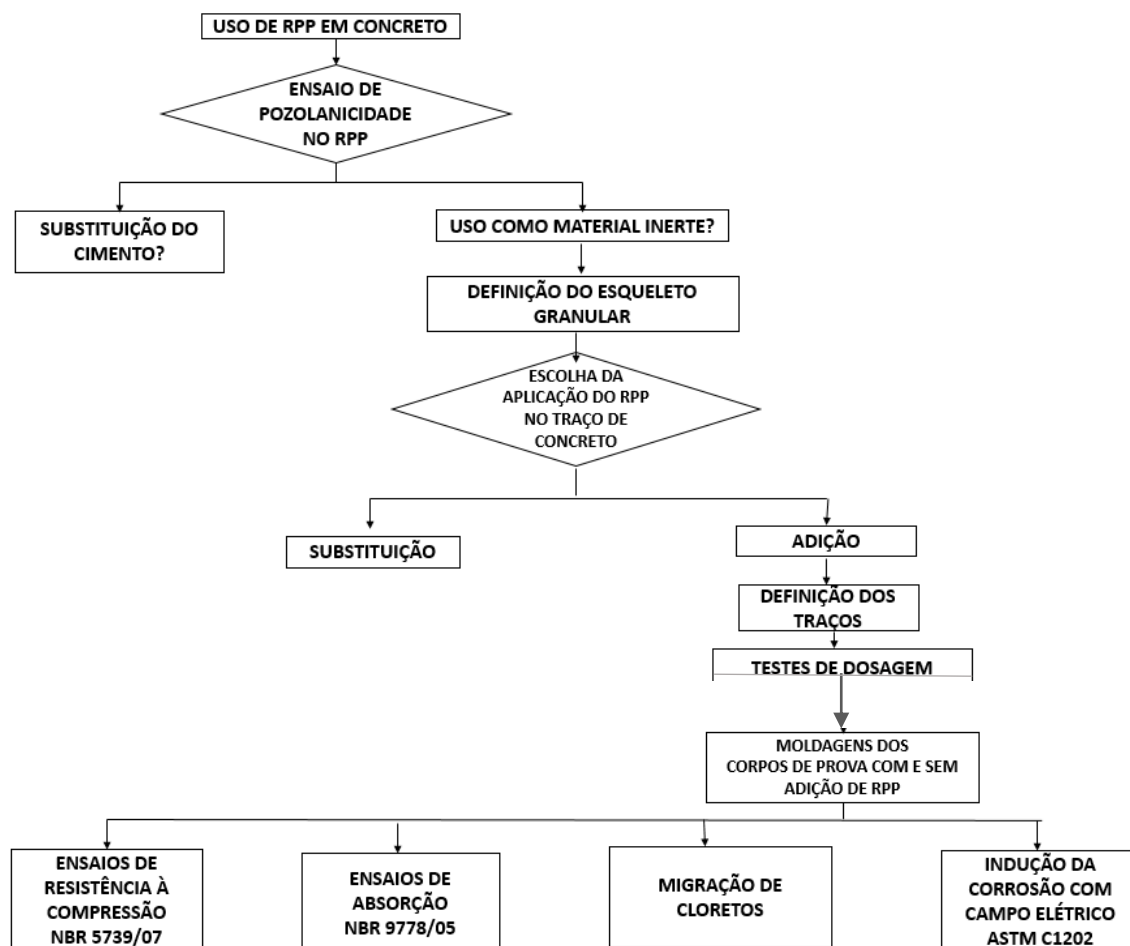 USO DE RPP EM CONCRETO
ENSAIO DE
POZOLANICIDADE
NO RPP
SUBSTITUIÇÃO DO
CIMENTO?
USO COMO MATERIAL INERTE?
DEFINIÇÃO DO ESQUELETO
GRANULAR
ESCOLHA DA
APLICAÇÃO DO RPP
NO TRAÇO DE
CONCRETO
SUBSTITUIÇÃO
ADIÇÃO
DEFINIÇÃO DOS
TRAÇOS
TESTES DE DOSAGEM
MOLDAGENS DOS
CORPOS DE PROVA COM E SEM
ADIÇÃO DE RPP
ENSAIOS DE
RESISTÊNCIA À
COMPRESSÃO
NBR 5739/07
ENSAIOS DE
ABSORÇÃO
NBR 9778/05
MIGRAÇÃO DE
CLORETOS
INDUÇÃO DA
CORROSÃO COM
CAMPO ELÉTRICO
ASTM C1202